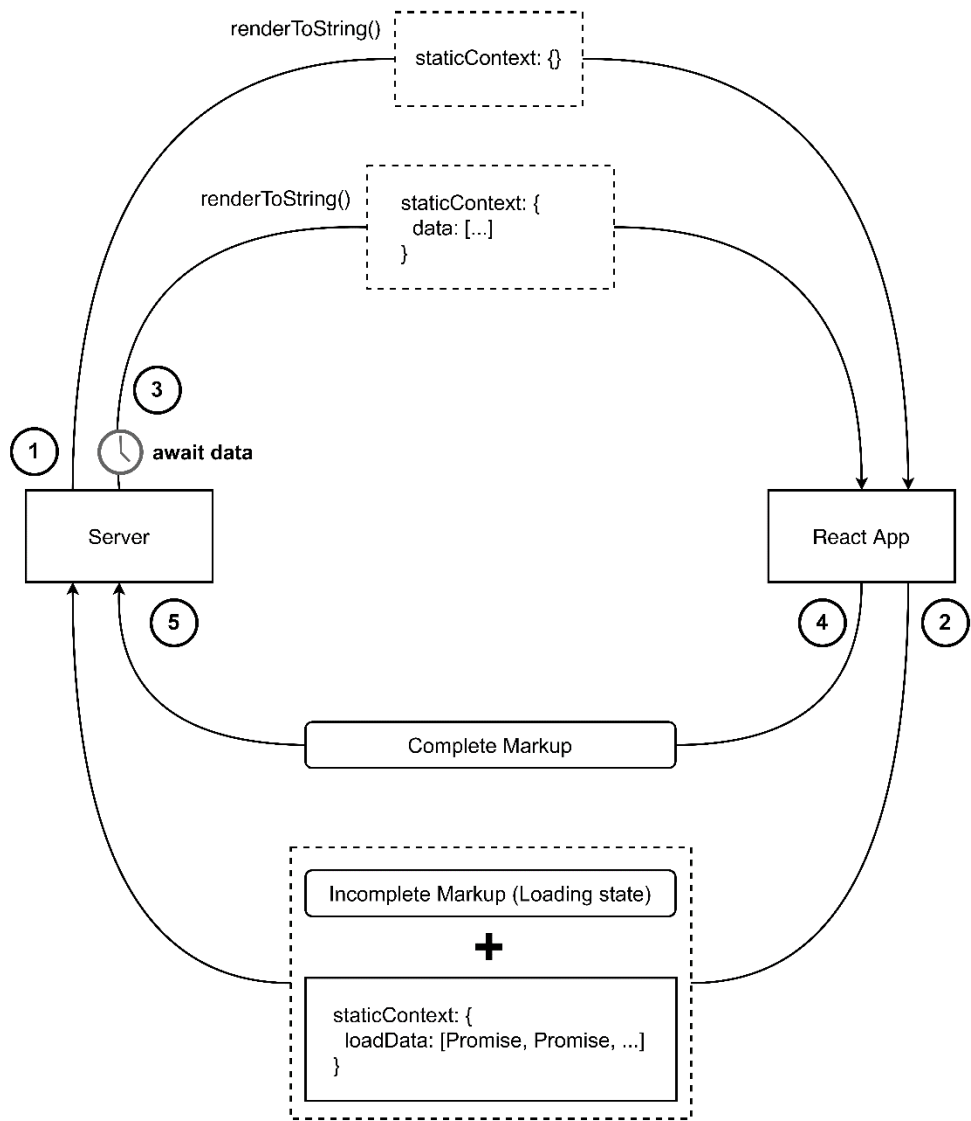 renderToString()
staticContext: {}
renderToString()
staticContext: {
data: [...]
}
3
1
await data
Server
React App
5
4
2
Complete Markup
Incomplete Markup (Loading state)
+
staticContext: {
loadData: [Promise, Promise, ...]
}